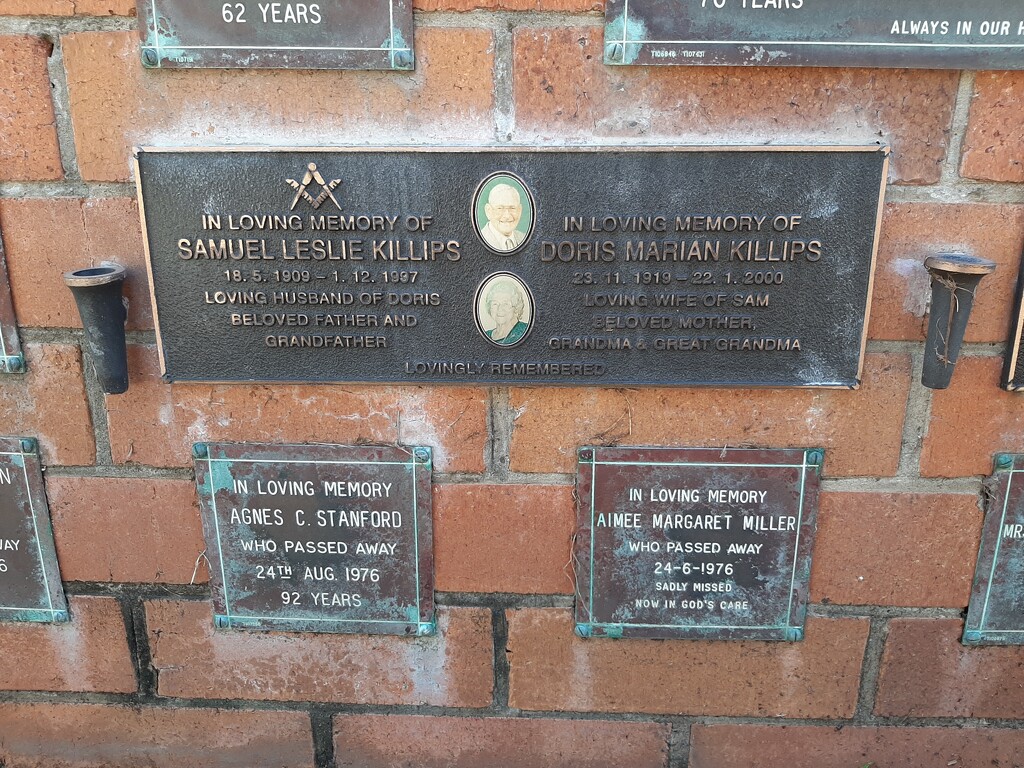 62 YEARS
70 YEARS
ALWAYS IN OUR
IN LOVING MEMORY OF
SAMUEL LESLIE KILLIPS
18. 5. 1909 – 1. 12. 1997
LOVING HUSBAND OF DORIS
BELOVED FATHER AND
GRANDFATHER
IN LOVING MEMORY OF
DORIS MARIAN KILLIPS
23. 11. 1919 – 22. 1. 2000
LOVING WIFE OF SAM
BELOVED MOTHER,
GRANDMA & GREAT GRANDMA
LOVINGLY REMEMBERED
IN LOVING MEMORY
AGNES C. STANFORD
WHO PASSED AWAY
24TH AUG. 1976
92 YEARS
IN LOVING MEMORY
AIMEE MARGARET MILLER
WHO PASSED AWAY
24-6-1976
SADLY MISSED
NOW IN GOD'S CARE